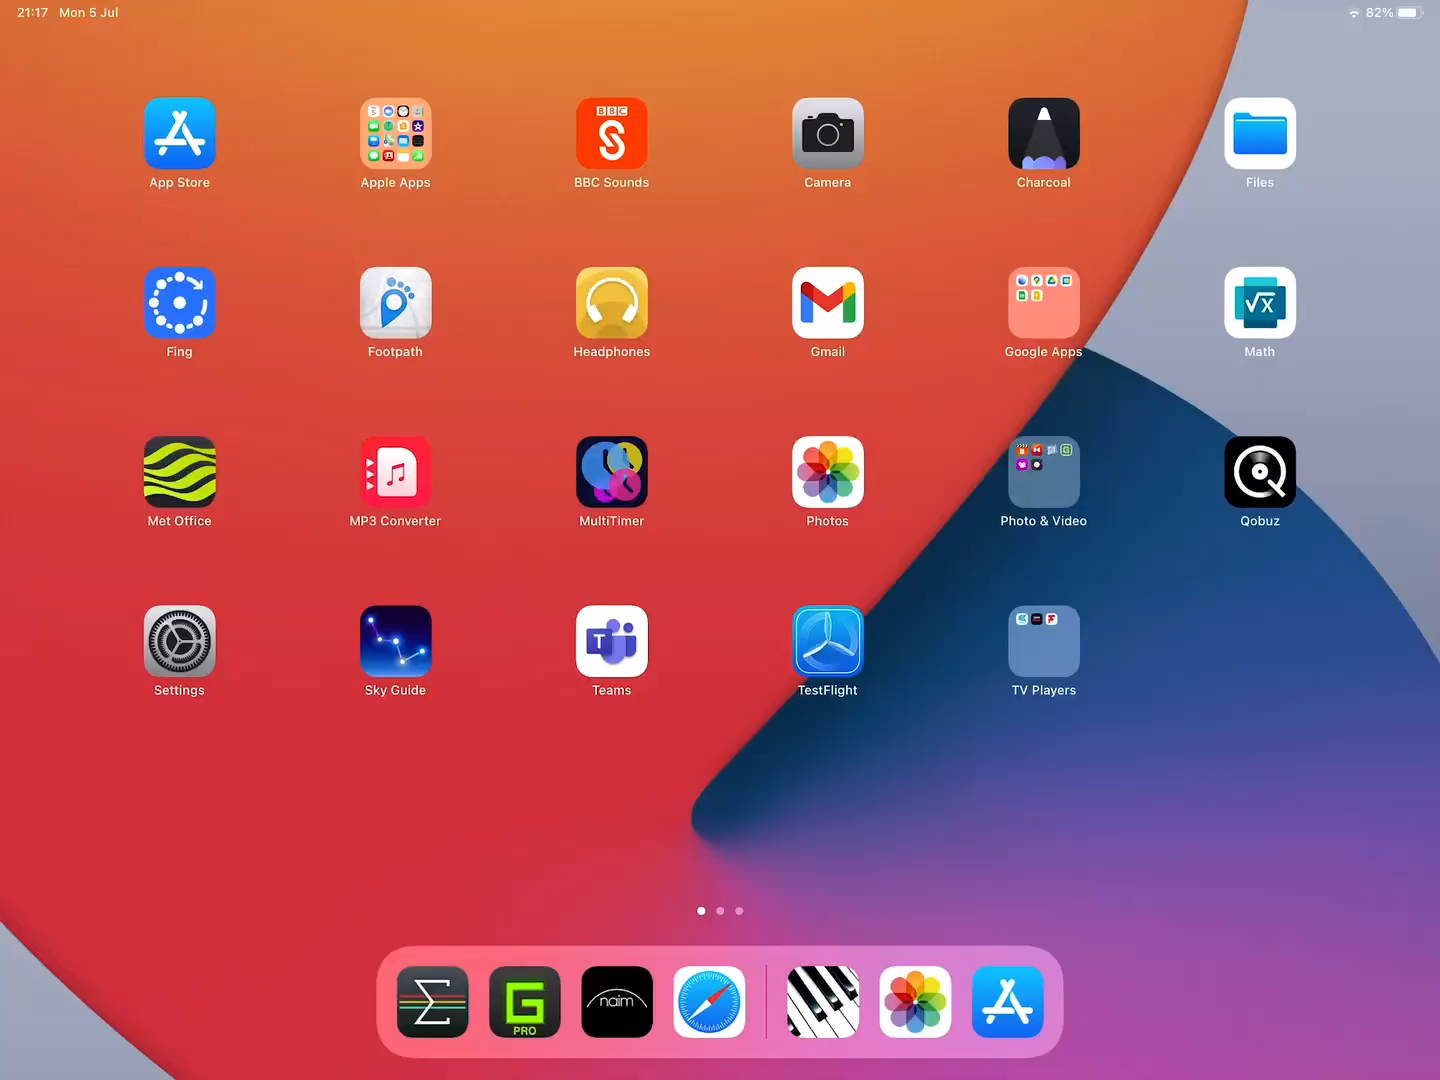 21:17 Mon 5 Jul
82%
BBC
App Store
Apple Apps
BBC Sounds
Camera
Charcoal
Files
√x
Fing
Footpath
Headphones
Gmail
Google Apps
Math
Met Office
MP3 Converter
MultiTimer
Photos
Photo & Video
Qobuz
T
Settings
Sky Guide
Teams
TestFlight
TV Players
Σ
G
PRO
naim